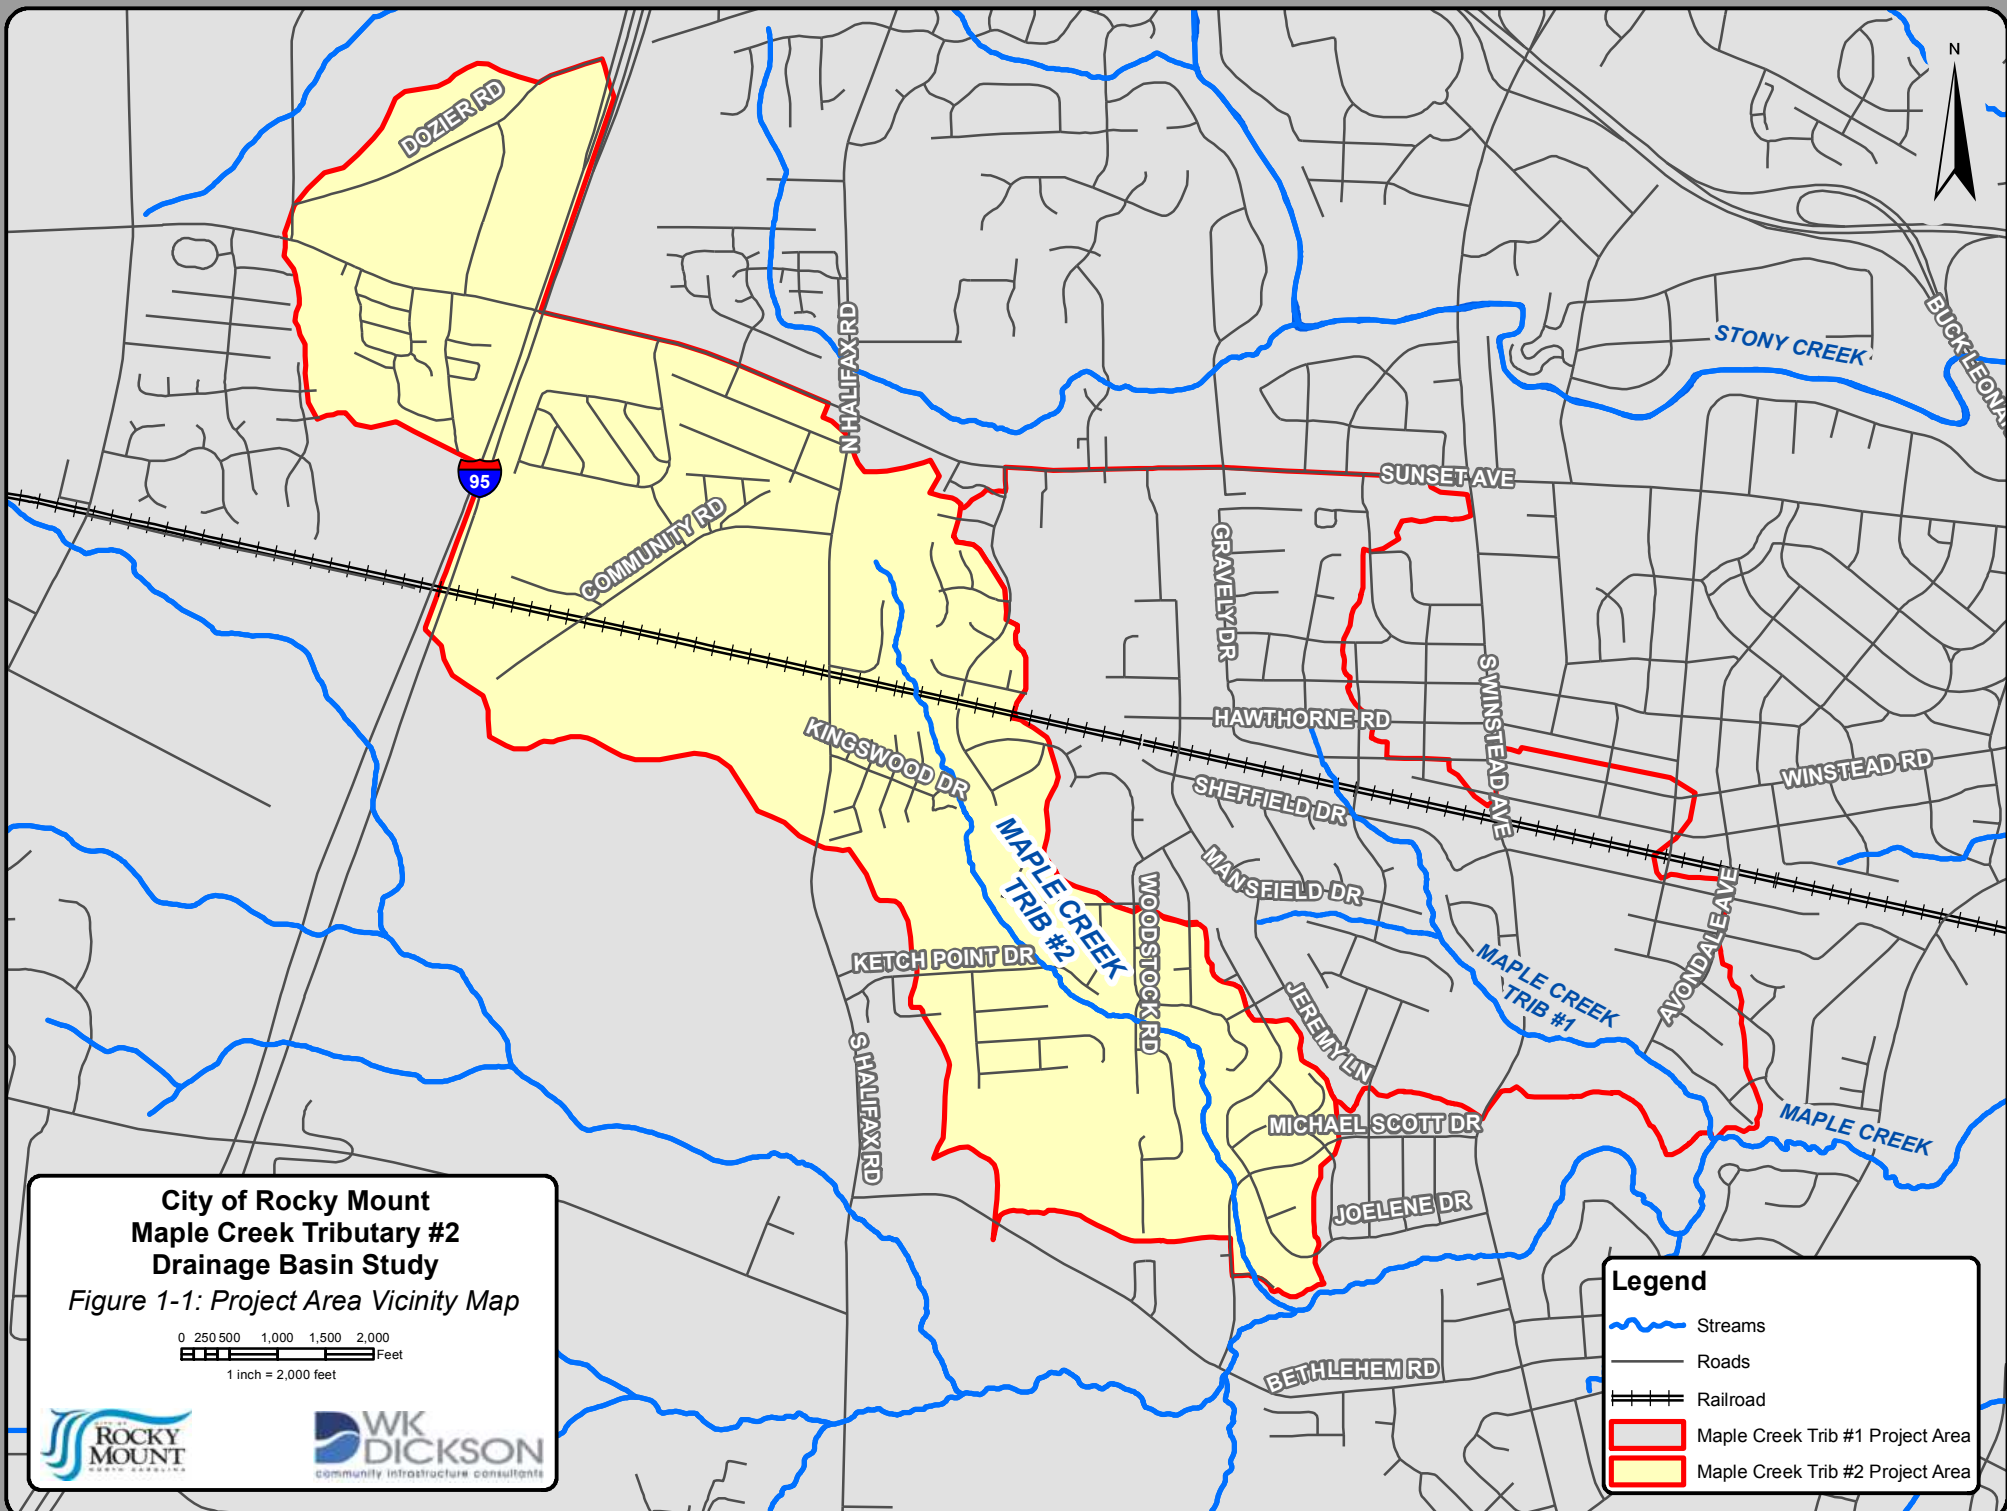 N
DOZIER RD
N HALIFAX RD
STONY CREEK
95
SUNSET AVE
COMMUNITY RD
GRAVELY DR
S WINSTEAD AVE
HAWTHORNE RD
KINGSWOOD DR
WINSTEAD RD
SHEFFIELD DR
MAPLE CREEK
TRIB #2
MANSFIELD DR
WOODSTOCK RD
AVONDALE AVE
KETCH POINT DR
MAPLE CREEK
TRIB #1
JEREMY LN
S HALIFAX RD
MICHAEL SCOTT DR
MAPLE CREEK
JOELENE DR
BETHLEHEM RD
City of Rocky Mount
Maple Creek Tributary #2
Drainage Basin Study
Figure 1-1: Project Area Vicinity Map
0 250 500 1,000 1,500 2,000
Feet
1 inch = 2,000 feet
CITY OF
ROCKY
MOUNT
NORTH CAROLINA
WK
DICKSON
community infrastructure consultants
Legend
Streams
Roads
Railroad
Maple Creek Trib #1 Project Area
Maple Creek Trib #2 Project Area